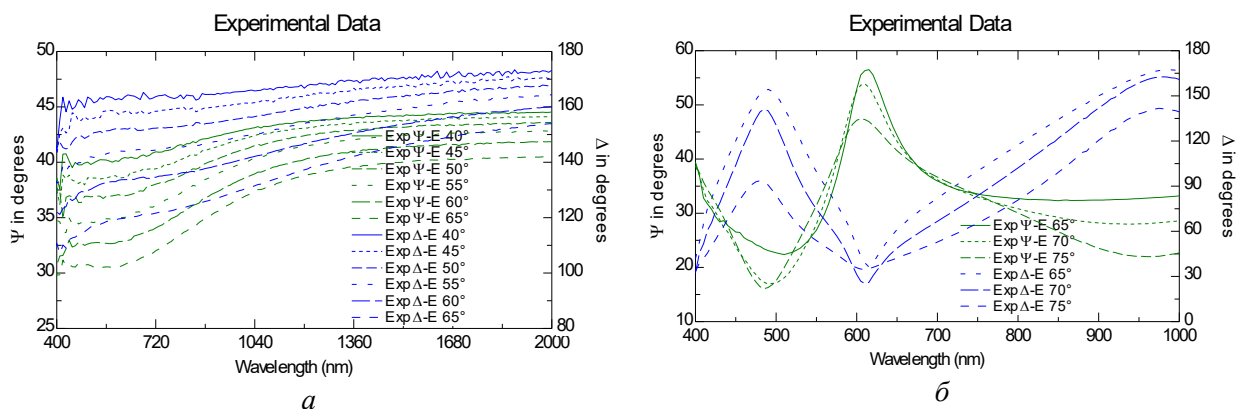 Experimental Data
50
45
40
35
30
25
180
160
140
120
100
80
400 720 1040 1360 1680 2000
Ψ in degrees
Δ in degrees
Wavelength (nm)
Exp Ψ-E 40°
Exp Ψ-E 45°
Exp Ψ-E 50°
Exp Ψ-E 55°
Exp Ψ-E 60°
Exp Ψ-E 65°
Exp Δ-E 40°
Exp Δ-E 45°
Exp Δ-E 50°
Exp Δ-E 55°
Exp Δ-E 60°
Exp Δ-E 65°
а
Experimental Data
60
50
40
30
20
10
180
150
120
90
60
30
0
400 500 600 700 800 900 1000
Ψ in degrees
Δ in degrees
Wavelength (nm)
Exp Ψ-E 65°
Exp Ψ-E 70°
Exp Ψ-E 75°
Exp Δ-E 65°
Exp Δ-E 70°
Exp Δ-E 75°
б